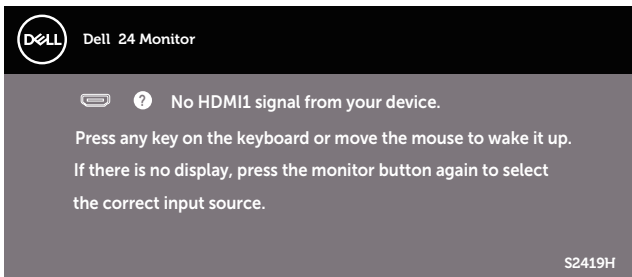 DELL
Dell 24 Monitor
? No HDMI1 signal from your device.
Press any key on the keyboard or move the mouse to wake it up.
If there is no display, press the monitor button again to select
the correct input source.
S2419H